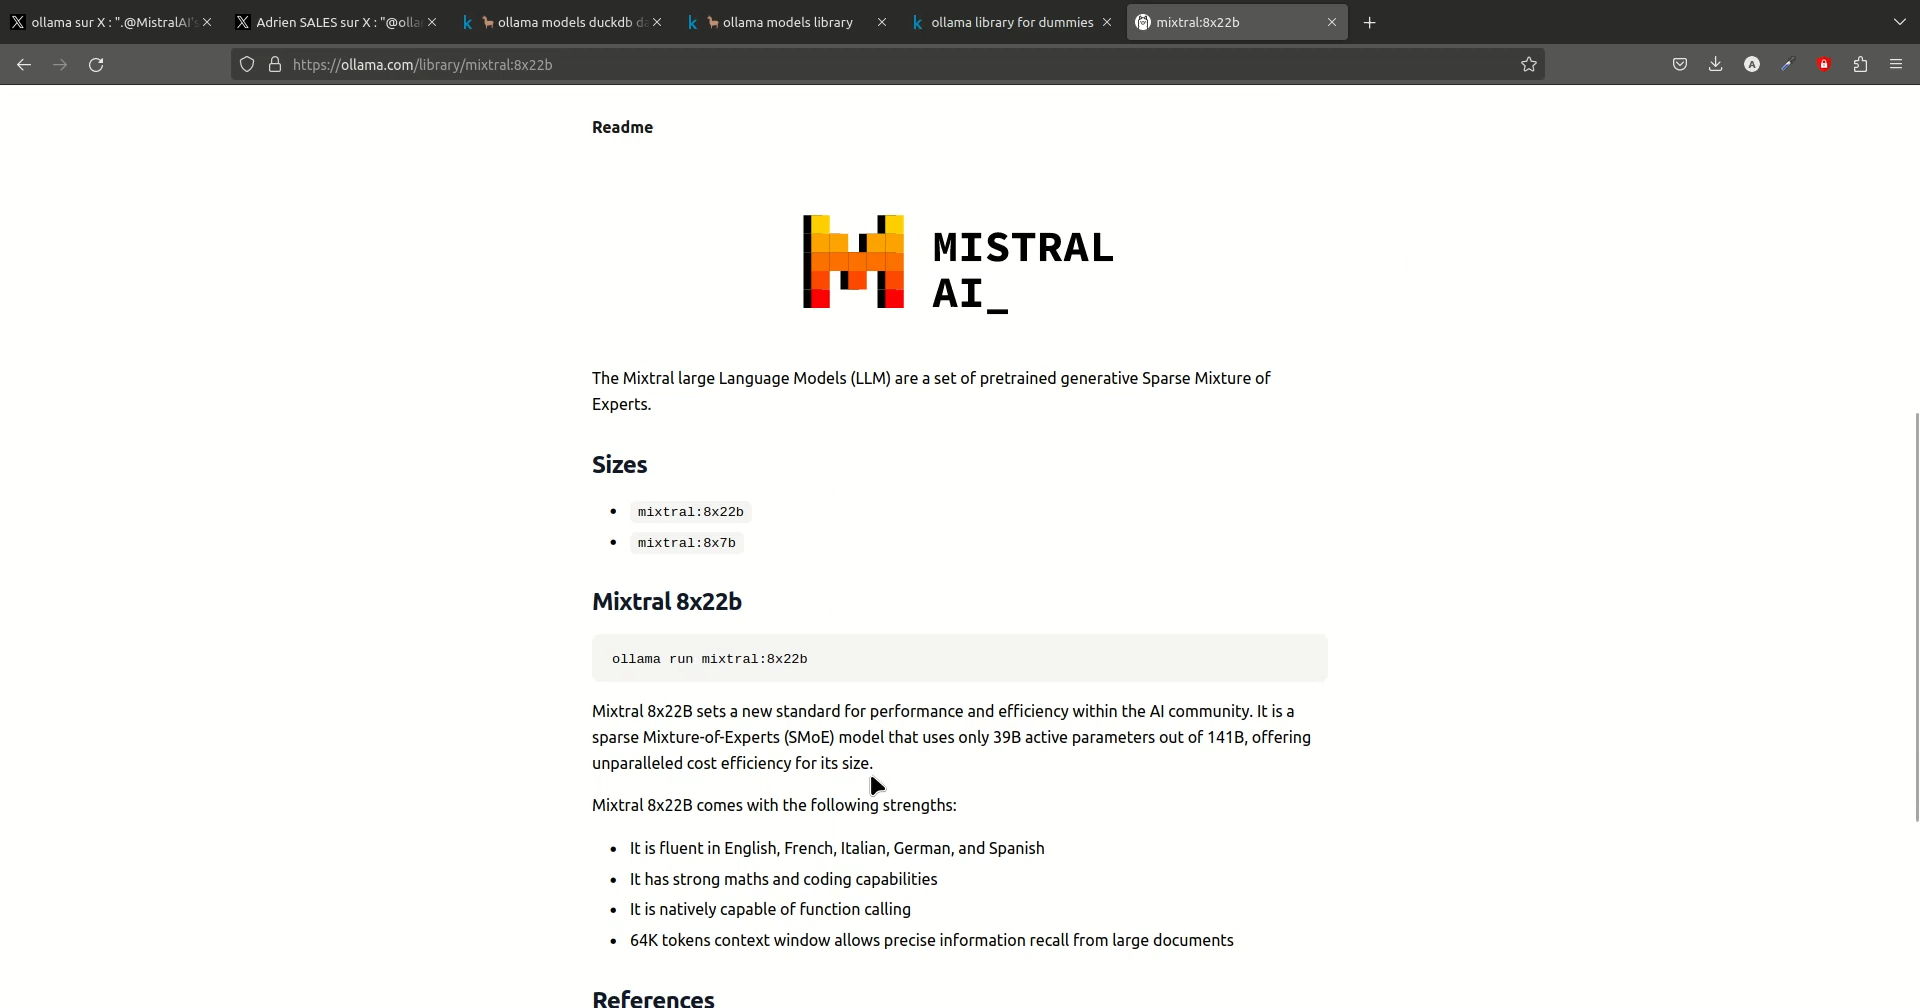 ollama sur X : ".@MistralAI's
Adrien SALES sur X : "@olla
ollama models duckdb da
ollama models library
ollama library for dummies
mixtral:8x22b
https://ollama.com/library/mixtral:8x22b
A
Readme
MISTRAL
AI_
The Mixtral large Language Models (LLM) are a set of pretrained generative Sparse Mixture of
Experts.
Sizes
• mixtral:8x22b
• mixtral:8x7b
Mixtral 8x22b
ollama run mixtral:8x22b
Mixtral 8x22B sets a new standard for performance and efficiency within the AI community. It is a
sparse Mixture-of-Experts (SMoE) model that uses only 39B active parameters out of 141B, offering
unparalleled cost efficiency for its size.
Mixtral 8x22B comes with the following strengths:
• It is fluent in English, French, Italian, German, and Spanish
• It has strong maths and coding capabilities
• It is natively capable of function calling
• 64K tokens context window allows precise information recall from large documents
References